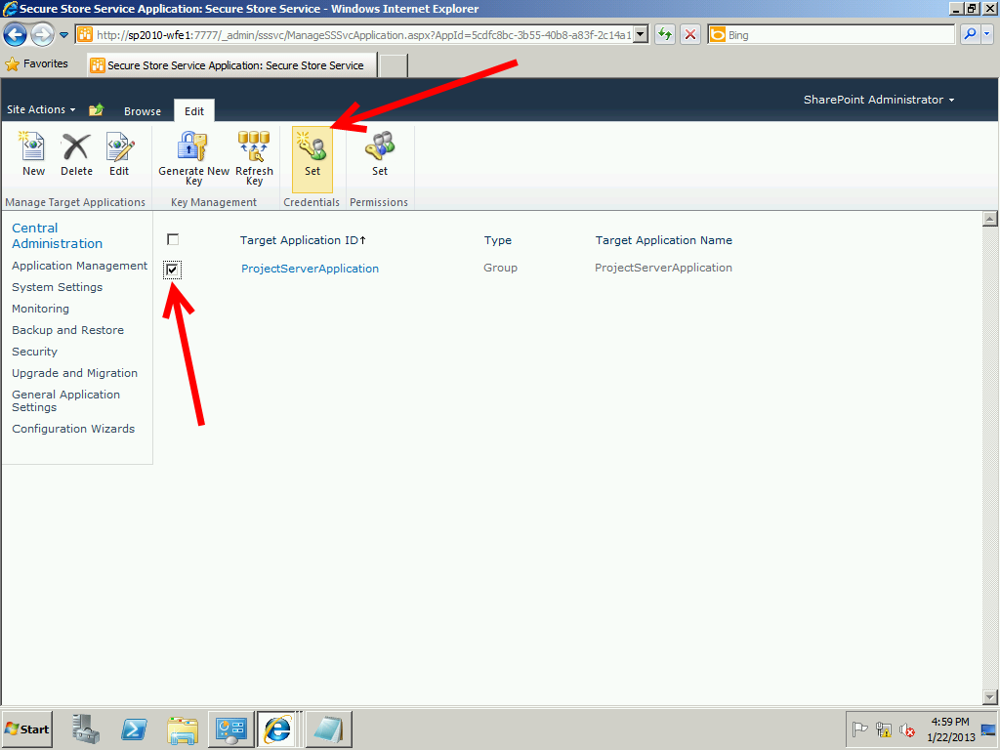 Secure Store Service Application: Secure Store Service - Windows Internet Explorer
http://sp2010-wfe1:7777/_admin/sssvc/ManageSSSvcApplication.aspx?AppId=5cdfc8bc-3b55-40b8-a83f-2c14a1
Bing
Favorites
Secure Store Service Application: Secure Store Service
Site Actions
Browse
Edit
SharePoint Administrator
New
Delete
Edit
Manage Target Applications
Generate New
Key
Refresh
Key
Key Management
Set
Credentials
Set
Permissions
Central
Administration
Application Management
System Settings
Monitoring
Backup and Restore
Security
Upgrade and Migration
General Application
Settings
Configuration Wizards
Target Application ID↑ Type Target Application Name
ProjectServerApplication Group ProjectServerApplication
Start
4:59 PM
1/22/2013